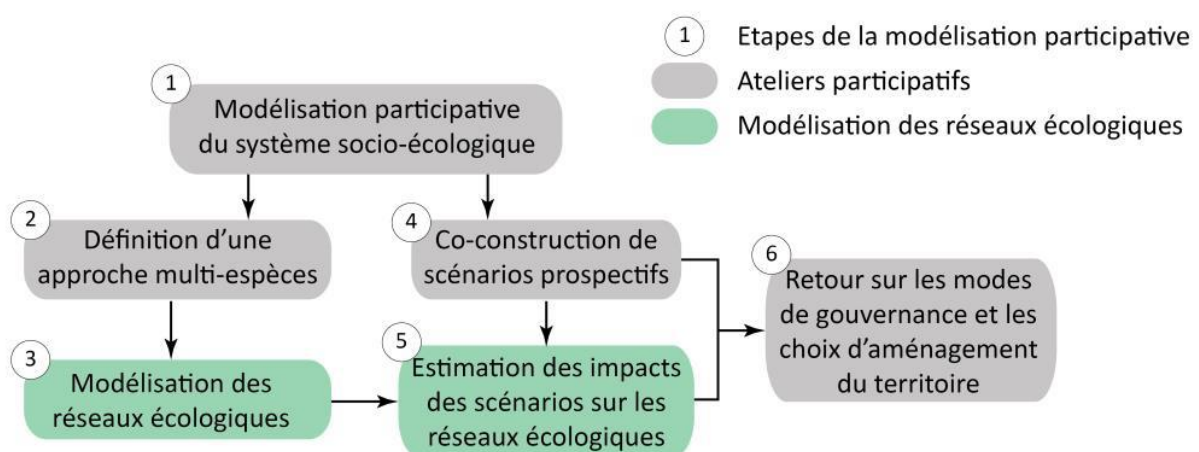 1 Etapes de la modélisation participative
Ateliers participatifs
Modélisation des réseaux écologiques
1
Modélisation participative
du système socio-écologique
2
Définition d'une
approche multi-espèces
4
Co-construction de
scénarios prospectifs
3
Modélisation des
réseaux écologiques
5
Estimation des impacts
des scénarios sur les
réseaux écologiques
6
Retour sur les modes
de gouvernance et les
choix d'aménagement
du territoire